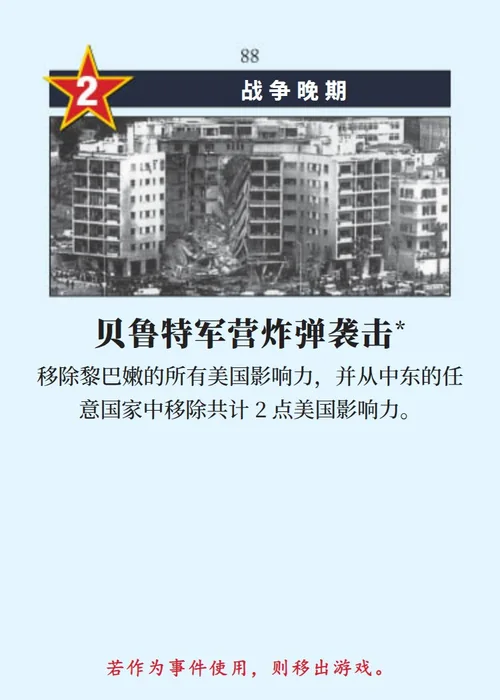 88
2
战争晚期
贝鲁特军营炸弹袭击*
移除黎巴嫩的所有美国影响力，并从中东的任
意国家中移除共计 2 点美国影响力。
若作为事件使用，则移出游戏。